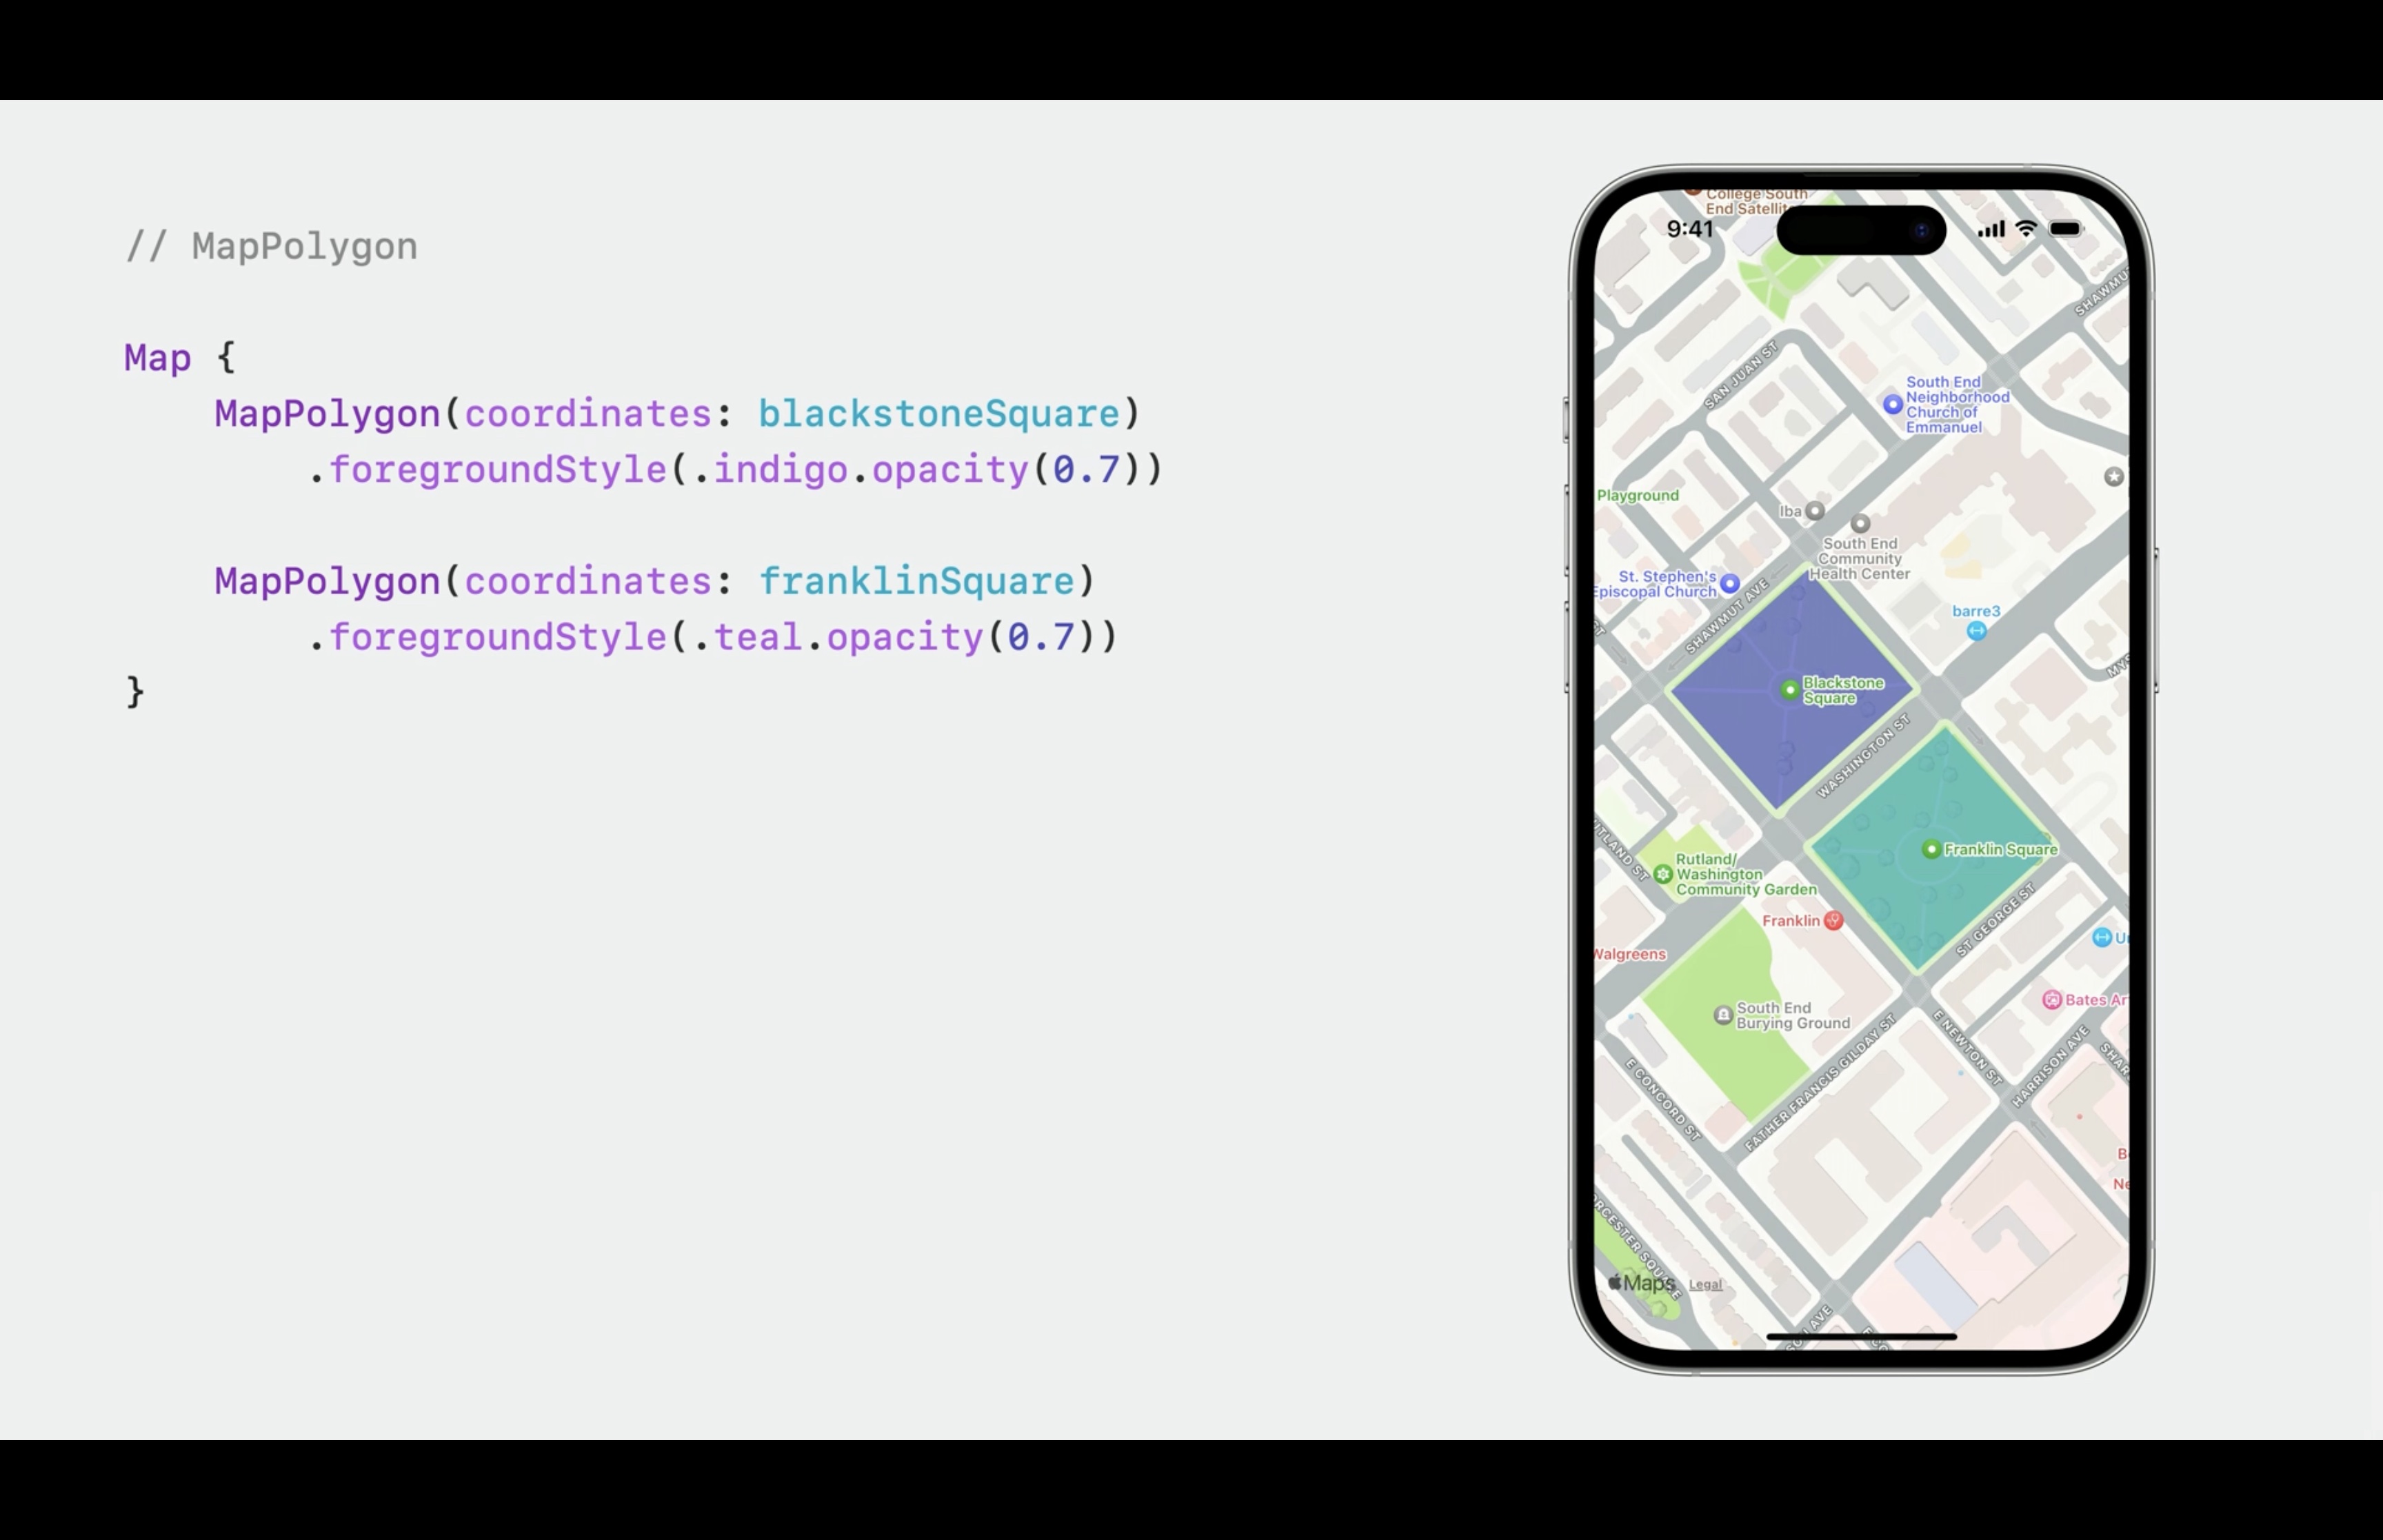 // MapPolygon
Map {
MapPolygon(coordinates: blackstoneSquare)
.foregroundStyle(.indigo.opacity(0.7))
MapPolygon(coordinates: franklinSquare)
.foregroundStyle(.teal.opacity(0.7))
}
College South
End Satellite
9:41
SHAWMUT
SAN JUAN ST
South End
Neighborhood
Church of
Emmanuel
Playground
Iba
South End
Community
Health Center
St. Stephen's
Episcopal Church
SHAWMUT AVE
barre3
Blackstone
Square
WASHINGTON ST
Franklin Square
Rutland/
Washington
Community Garden
Franklin
ST GEORGE ST
Walgreens
Bates Ar
South End
Burying Ground
E NEWTON ST
HARRISON AVE
E CONCORD ST
FATHER FRANCIS GILDAY ST
Maps
Legal